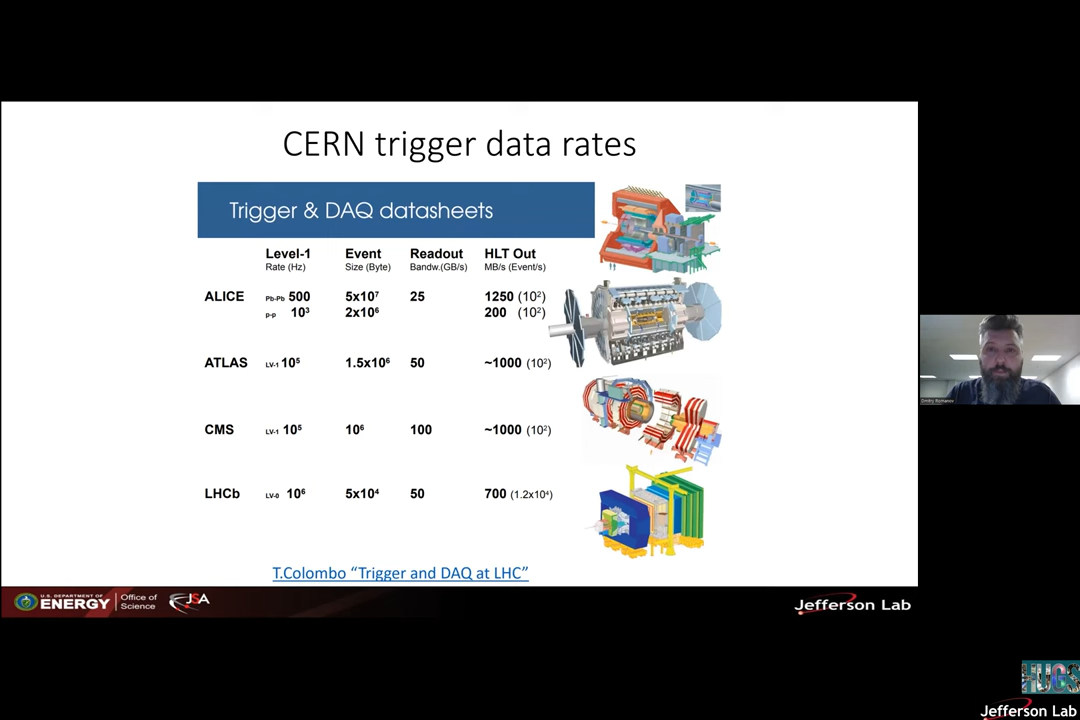 CERN trigger data rates
Trigger & DAQ datasheets
Level-1 Event Readout HLT Out
Rate (Hz) Size (Byte) Bandw.(GB/s) MB/s (Event/s)
ALICE Pb-Pb 500 5x10⁷ 25 1250 (10²)
p-p 10³ 2x10⁶ 200 (10²)
ATLAS LV-1 10⁵ 1.5x10⁶ 50 ~1000 (10²)
CMS LV-1 10⁵ 10⁶ 100 ~1000 (10²)
LHCb LV-0 10⁶ 5x10⁴ 50 700 (1.2x10⁴)
T.Colombo “Trigger and DAQ at LHC”
U.S. DEPARTMENT OF
ENERGY
Office of
Science
JSA
Jefferson Lab
Dmitry Romanov
HUGS
Jefferson Lab